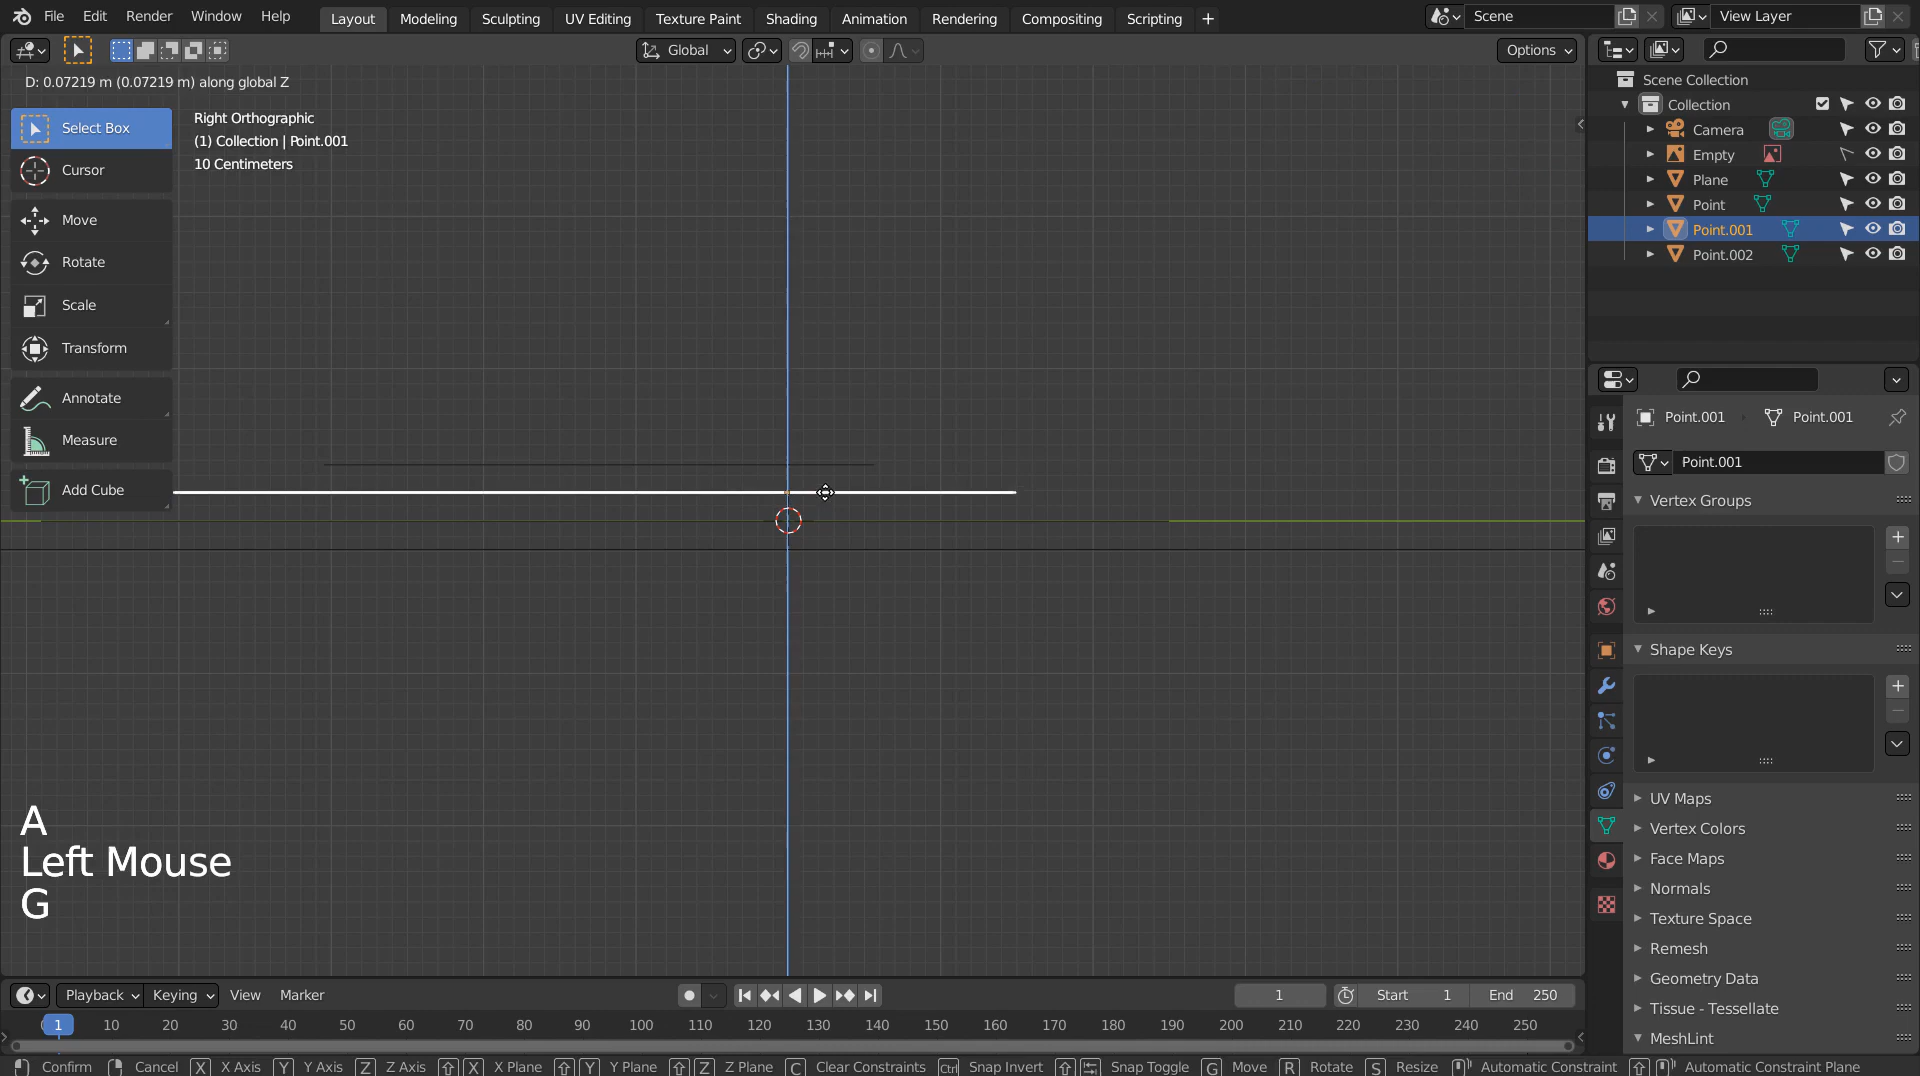 File Edit Render Window Help Layout Modeling Sculpting UV Editing Texture Paint Shading Animation Rendering Compositing Scripting + Scene View Layer
Global Options
D: 0.07219 m (0.07219 m) along global Z
Right Orthographic
(1) Collection | Point.001
10 Centimeters
Select Box
Cursor
Move
Rotate
Scale
Transform
Annotate
Measure
Add Cube
A
Left Mouse
G
Scene Collection
Collection
Camera
Empty
Plane
Point
Point.001
Point.002
Point.001 Point.001
Point.001
Vertex Groups
Shape Keys
UV Maps
Vertex Colors
Face Maps
Normals
Texture Space
Remesh
Geometry Data
Tissue - Tessellate
MeshLint
Playback Keying View Marker 1 Start 1 End 250
1 10 20 30 40 50 60 70 80 90 100 110 120 130 140 150 160 170 180 190 200 210 220 230 240 250
Confirm Cancel X X Axis Y Y Axis Z Z Axis X X Plane Y Y Plane Z Z Plane C Clear Constraints Ctrl Snap Invert Snap Toggle G Move R Rotate S Resize Automatic Constraint Automatic Constraint Plane